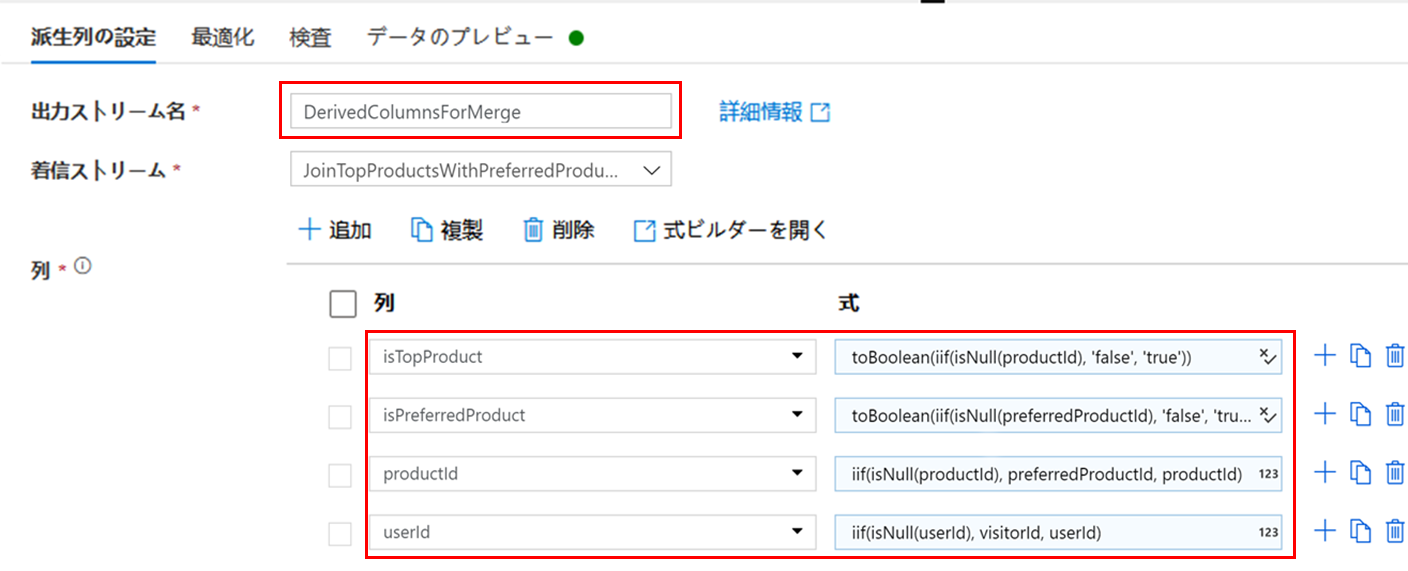 派生列の設定 最適化 検査 データのプレビュー
出力ストリーム名 * DerivedColumnsForMerge 詳細情報
着信ストリーム * JoinTopProductsWithPreferredProdu...
追加 複製 削除 式ビルダーを開く
列 *
列 式
isTopProduct toBoolean(iif(isNull(productId), 'false', 'true'))
isPreferredProduct toBoolean(iif(isNull(preferredProductId), 'false', 'tru...
productId iif(isNull(productId), preferredProductId, productId) 123
userId iif(isNull(userId), visitorId, userId) 123